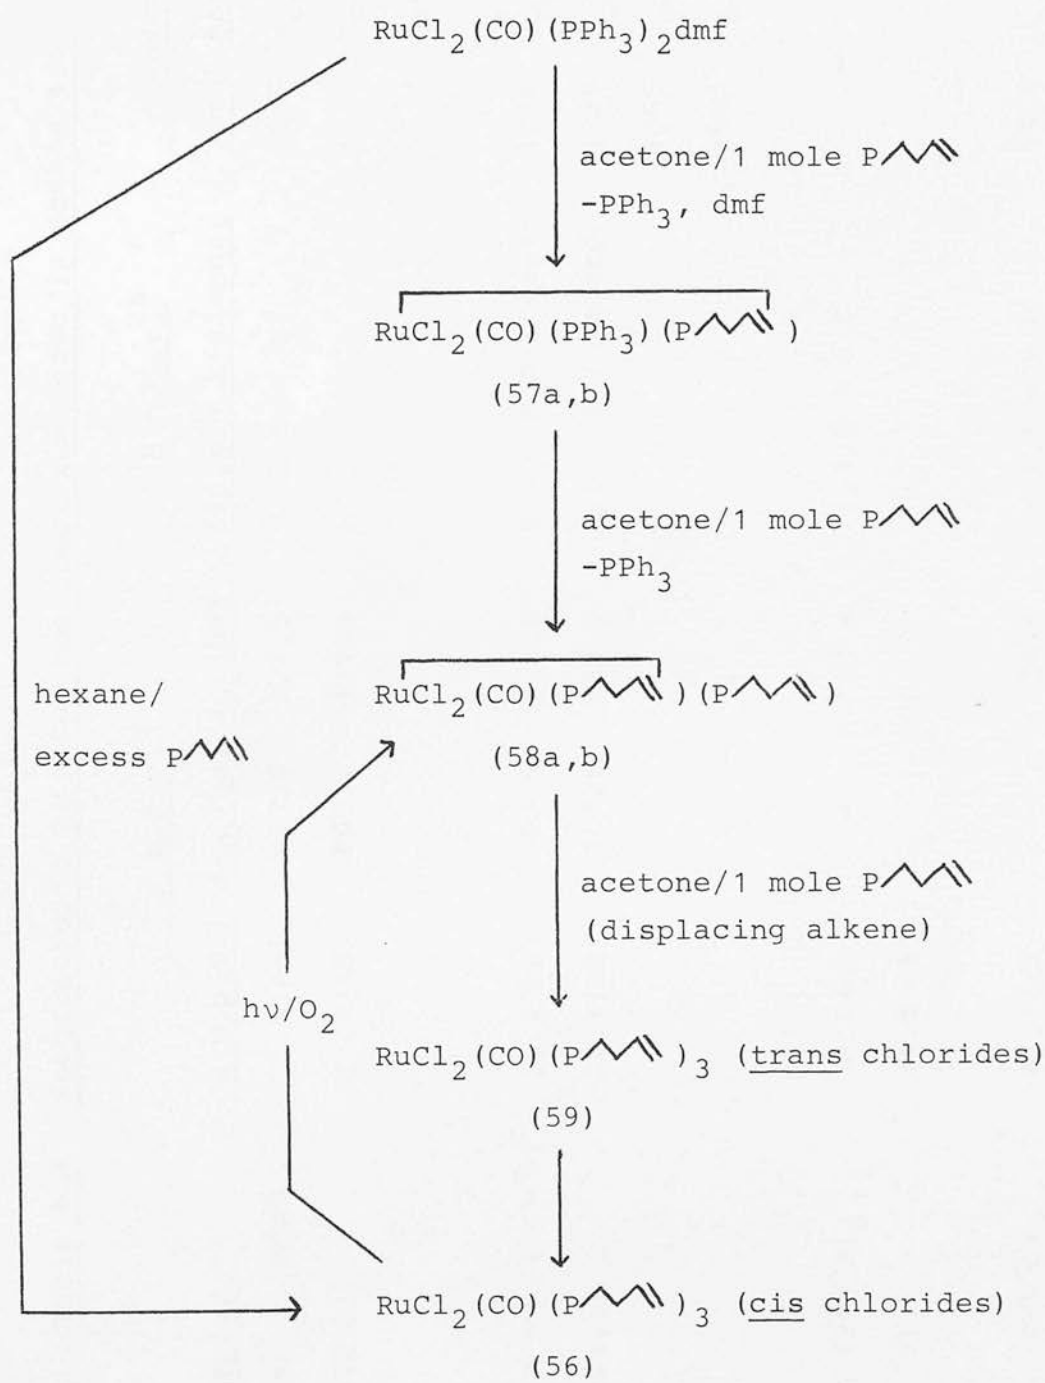 RuCl₂(CO)(PPh₃)₂dmf
acetone/1 mole P
-PPh₃, dmf
RuCl₂(CO)(PPh₃)(P )
(57a,b)
acetone/1 mole P
-PPh₃
hexane/
excess P
RuCl₂(CO)(P )(P )
(58a,b)
acetone/1 mole P
(displacing alkene)
hν/O₂
RuCl₂(CO)(P )₃ (trans chlorides)
(59)
RuCl₂(CO)(P )₃ (cis chlorides)
(56)